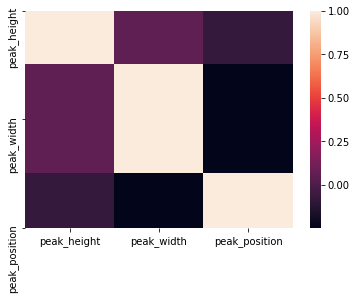 peak_height
peak_width
peak_position
peak_height peak_width peak_position
1.00
0.75
0.50
0.25
0.00